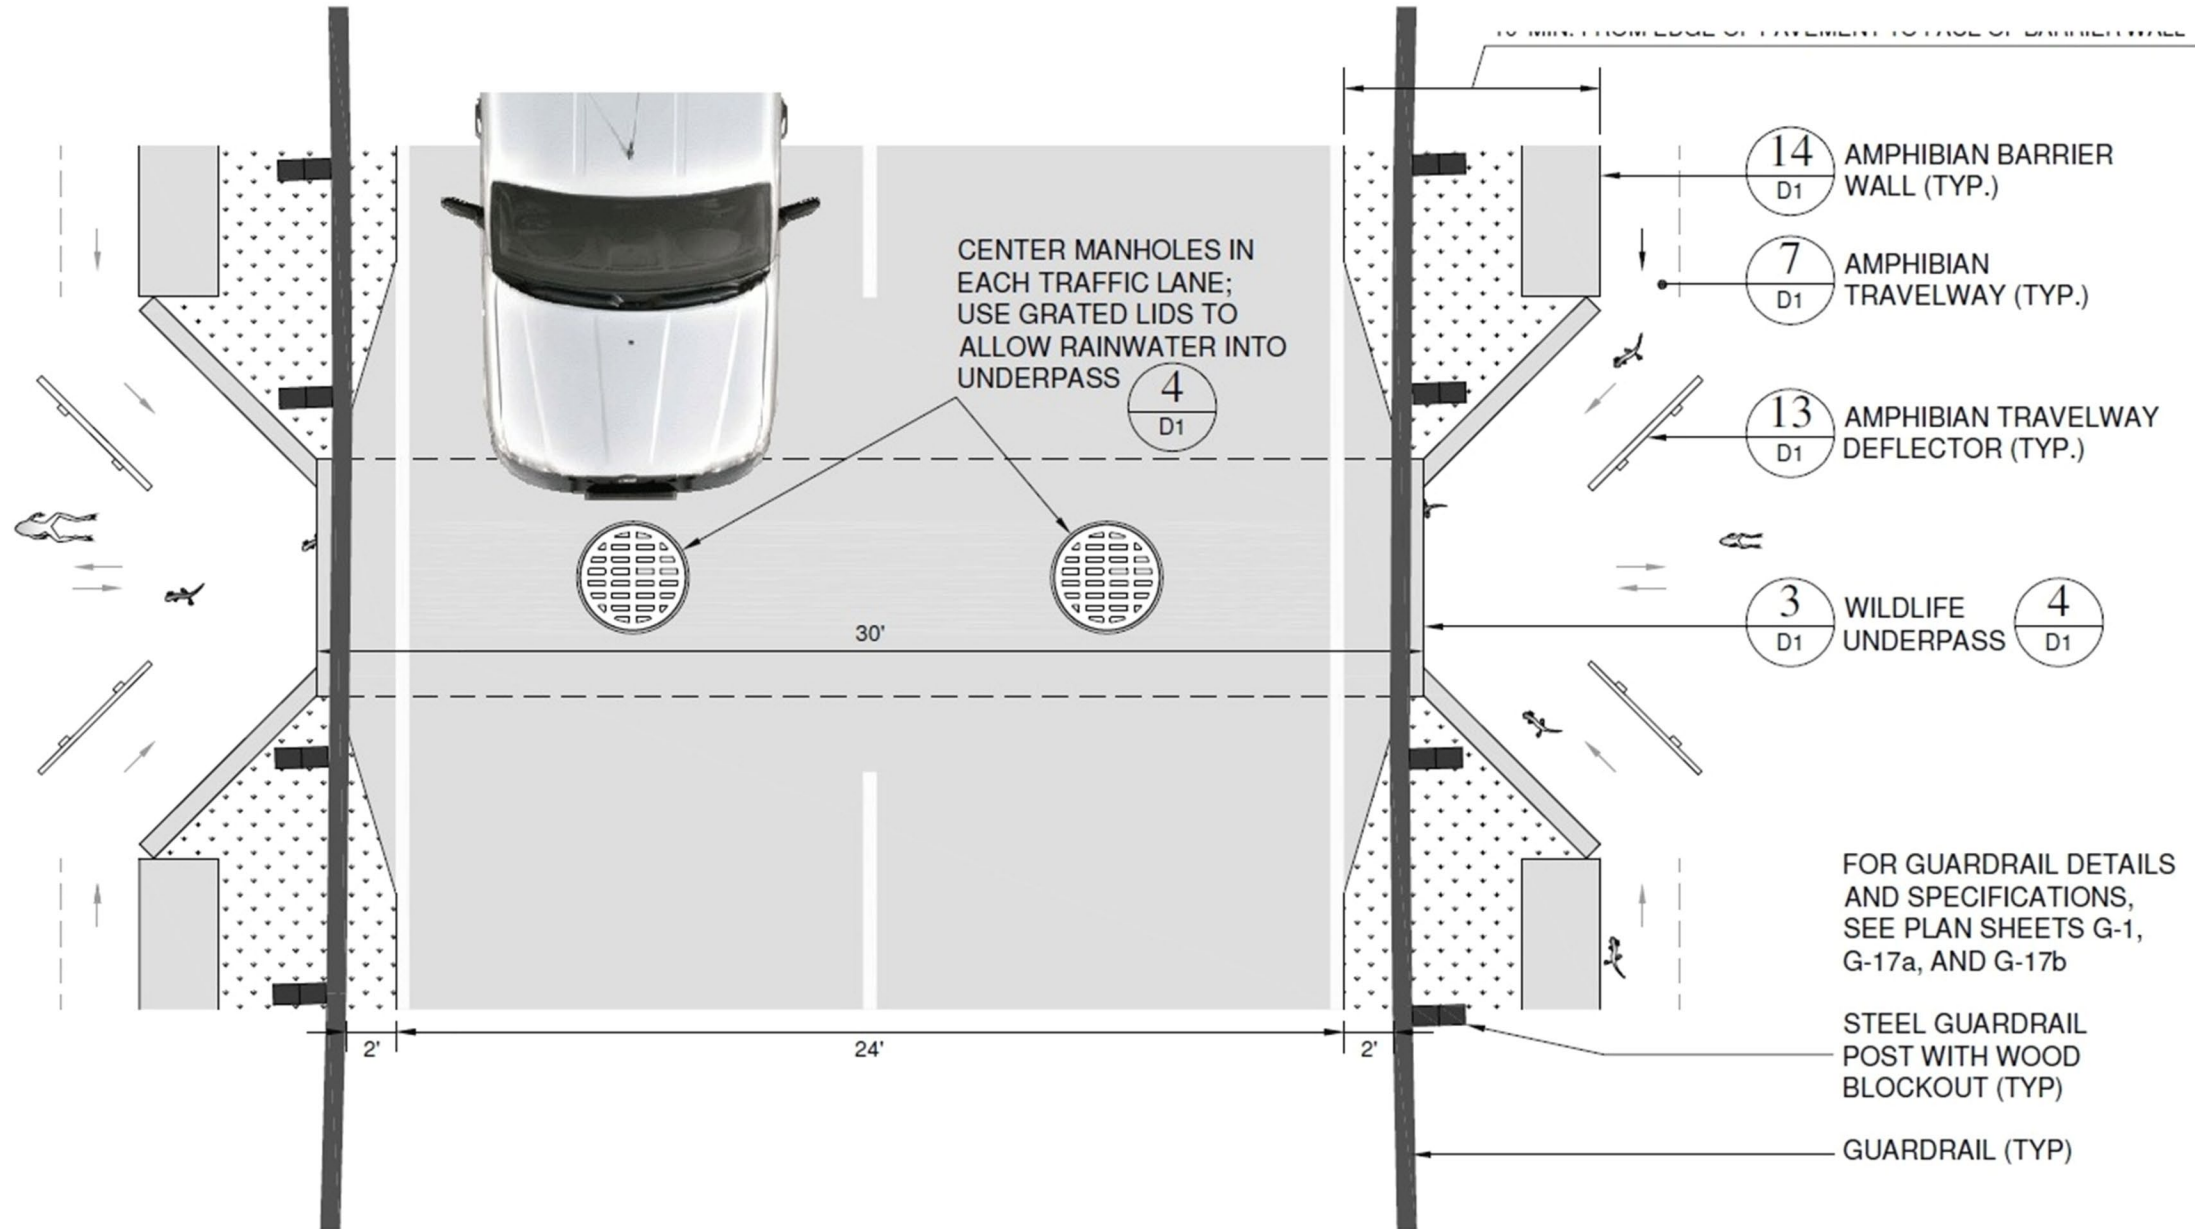 CENTER MANHOLES IN
EACH TRAFFIC LANE;
USE GRATED LIDS TO
ALLOW RAINWATER INTO
UNDERPASS
4
D1
14
D1
AMPHIBIAN BARRIER
WALL (TYP.)
7
D1
AMPHIBIAN
TRAVELWAY (TYP.)
13
D1
AMPHIBIAN TRAVELWAY
DEFLECTOR (TYP.)
3
D1
WILDLIFE
UNDERPASS
4
D1
30'
FOR GUARDRAIL DETAILS
AND SPECIFICATIONS,
SEE PLAN SHEETS G-1,
G-17a, AND G-17b
STEEL GUARDRAIL
POST WITH WOOD
BLOCKOUT (TYP)
GUARDRAIL (TYP)
2'
24'
2'